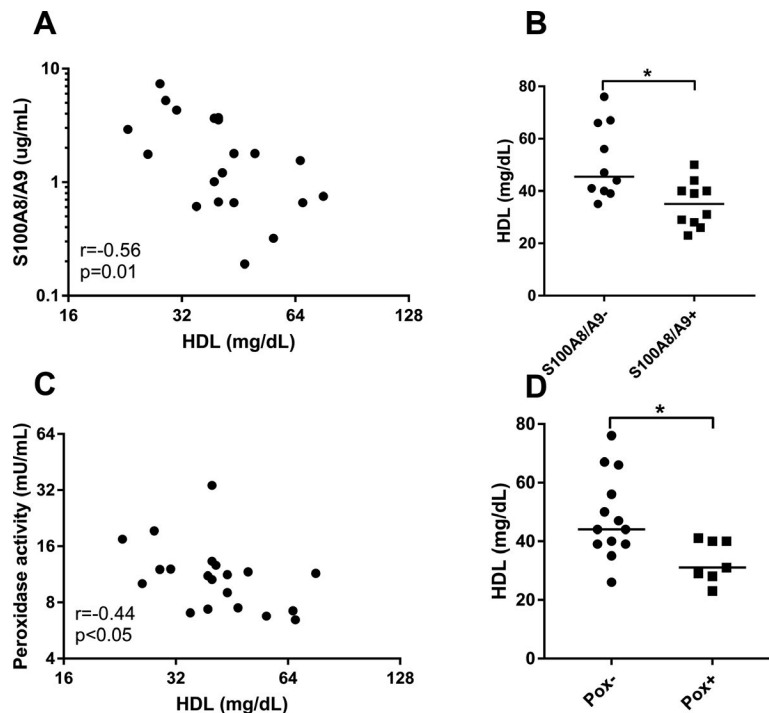 A
S100A8/A9 (ug/mL)
10
1
0.1
r=-0.56
p=0.01
16 32 64 128
HDL (mg/dL)
B
*
HDL (mg/dL)
80
60
40
20
0
S100A8/A9-
S100A8/A9+
C
Peroxidase activity (mU/mL)
64
32
16
8
4
r=-0.44
p<0.05
16 32 64 128
HDL (mg/dL)
D
*
HDL (mg/dL)
80
60
40
20
0
Pox-
Pox+